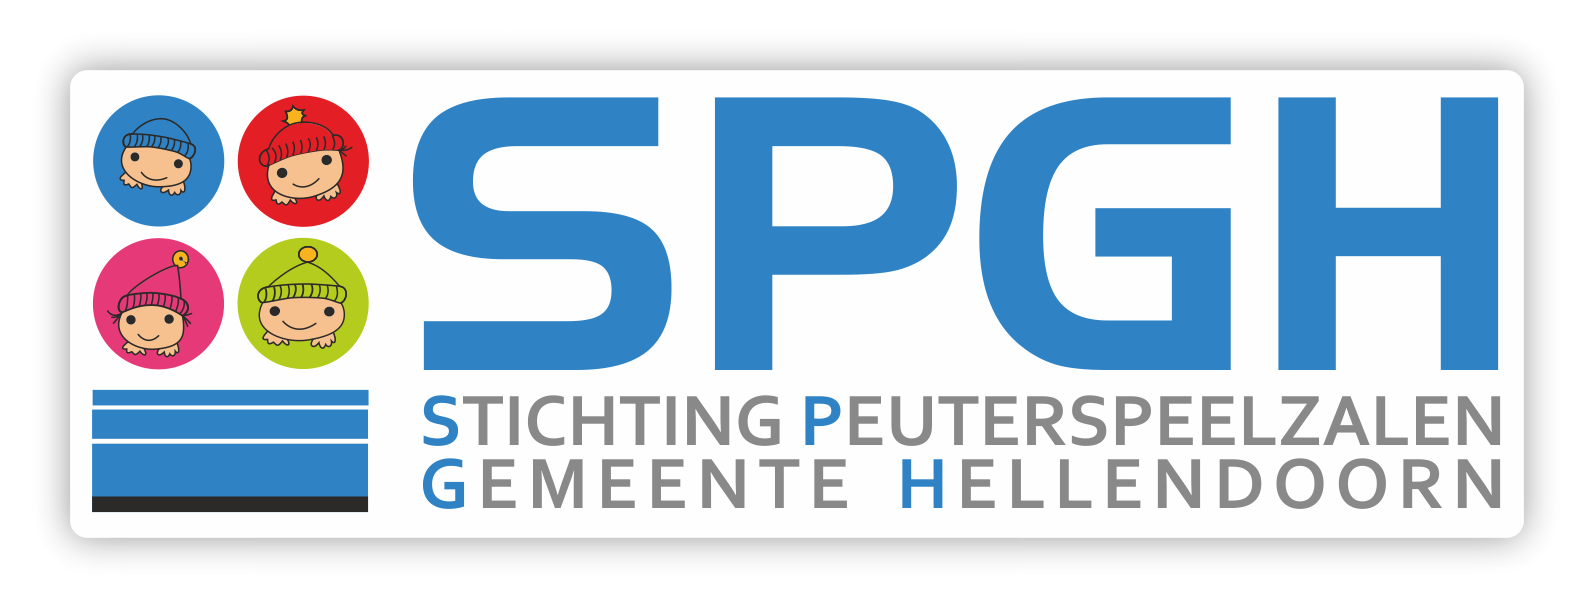 SPGH
STICHTING PEUTERSPEELZALEN
GEMEENTE HELLENDOORN